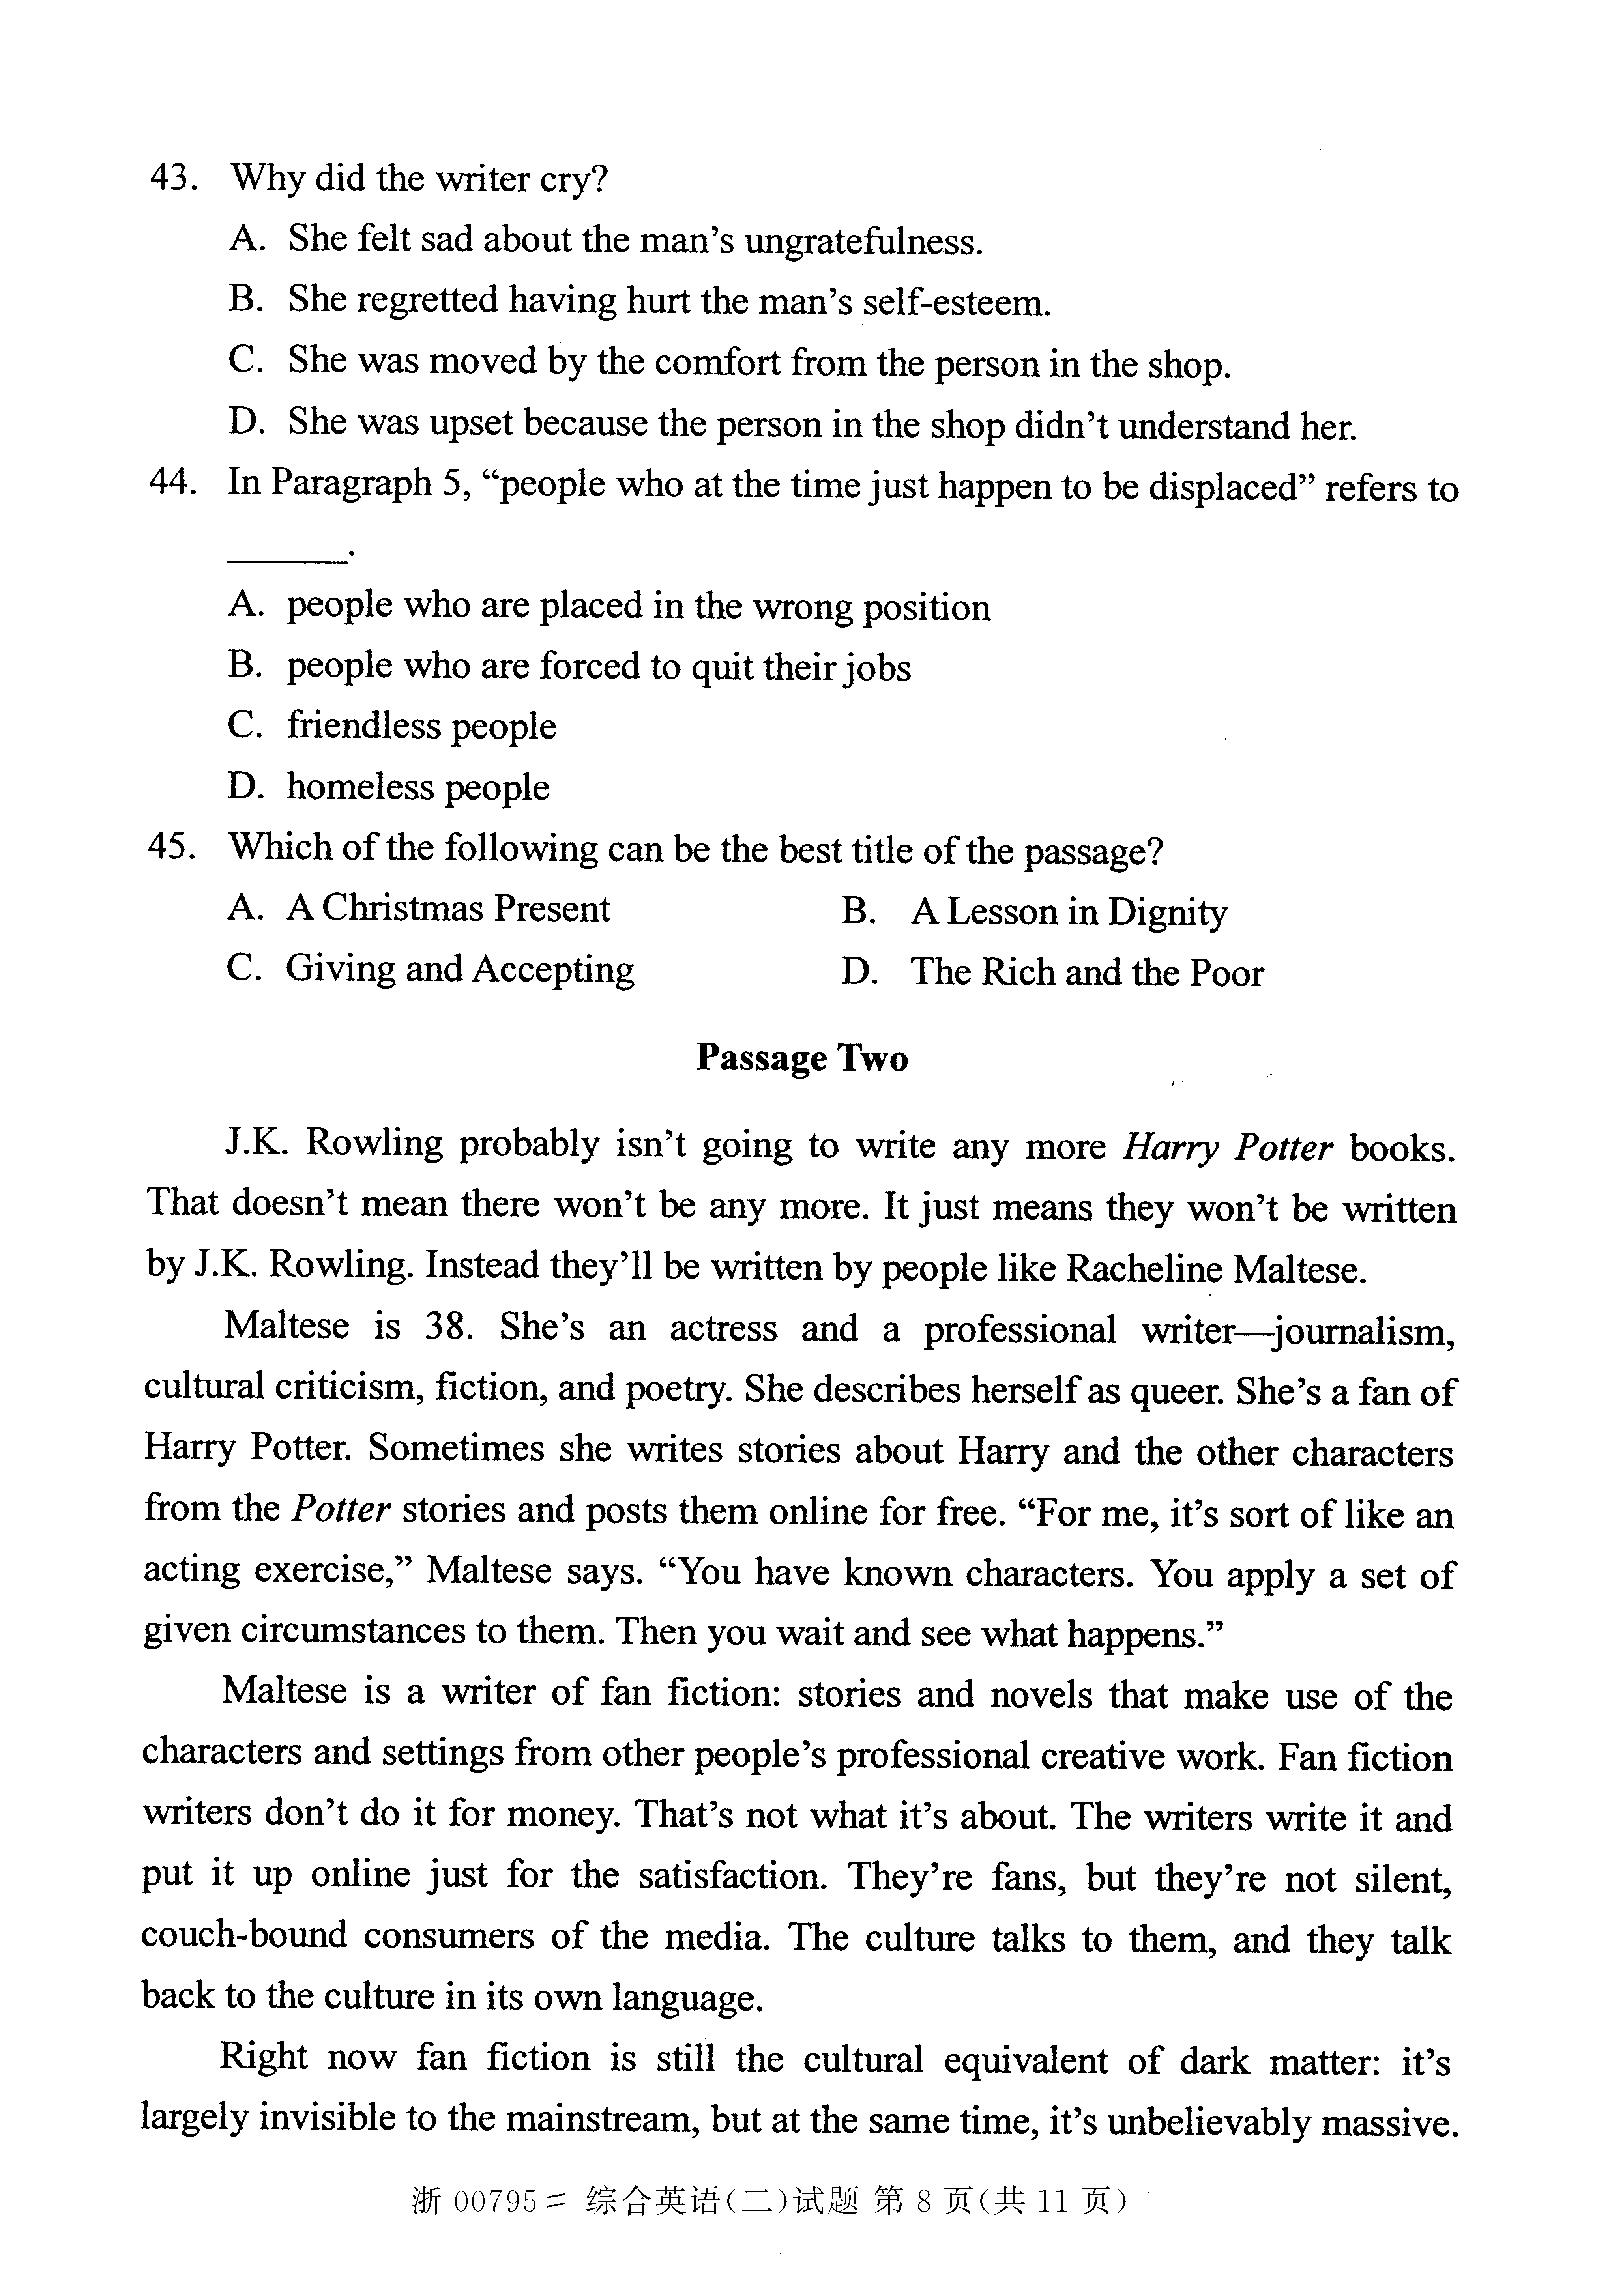 43. Why did the writer cry?
A. She felt sad about the man's ungratefulness.
B. She regretted having hurt the man's self-esteem.
C. She was moved by the comfort from the person in the shop.
D. She was upset because the person in the shop didn't understand her.
44. In Paragraph 5, “people who at the time just happen to be displaced” refers to
______.
A. people who are placed in the wrong position
B. people who are forced to quit their jobs
C. friendless people
D. homeless people
45. Which of the following can be the best title of the passage?
A. A Christmas Present B. A Lesson in Dignity
C. Giving and Accepting D. The Rich and the Poor
Passage Two
J.K. Rowling probably isn't going to write any more Harry Potter books.
That doesn't mean there won't be any more. It just means they won't be written
by J.K. Rowling. Instead they'll be written by people like Racheline Maltese.
Maltese is 38. She's an actress and a professional writer—journalism,
cultural criticism, fiction, and poetry. She describes herself as queer. She's a fan of
Harry Potter. Sometimes she writes stories about Harry and the other characters
from the Potter stories and posts them online for free. “For me, it's sort of like an
acting exercise,” Maltese says. “You have known characters. You apply a set of
given circumstances to them. Then you wait and see what happens.”
Maltese is a writer of fan fiction: stories and novels that make use of the
characters and settings from other people's professional creative work. Fan fiction
writers don't do it for money. That's not what it's about. The writers write it and
put it up online just for the satisfaction. They're fans, but they're not silent,
couch-bound consumers of the media. The culture talks to them, and they talk
back to the culture in its own language.
Right now fan fiction is still the cultural equivalent of dark matter: it's
largely invisible to the mainstream, but at the same time, it's unbelievably massive.
浙 00795# 综合英语(二)试题 第 8 页(共 11 页)